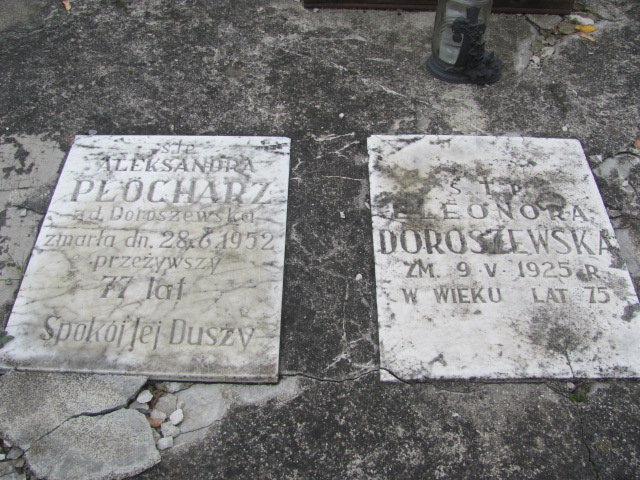 ś†p
ALEKSANDRA
PŁOCHARZ
z d. Doroszewska
zmarła dn. 28.6.1952
przeżywszy
77 lat
Spokój Jej Duszy
Ś.†P.
ELEONORA
DOROSZEWSKA
ZM. 9.V.1925 R.
W WIEKU LAT 75